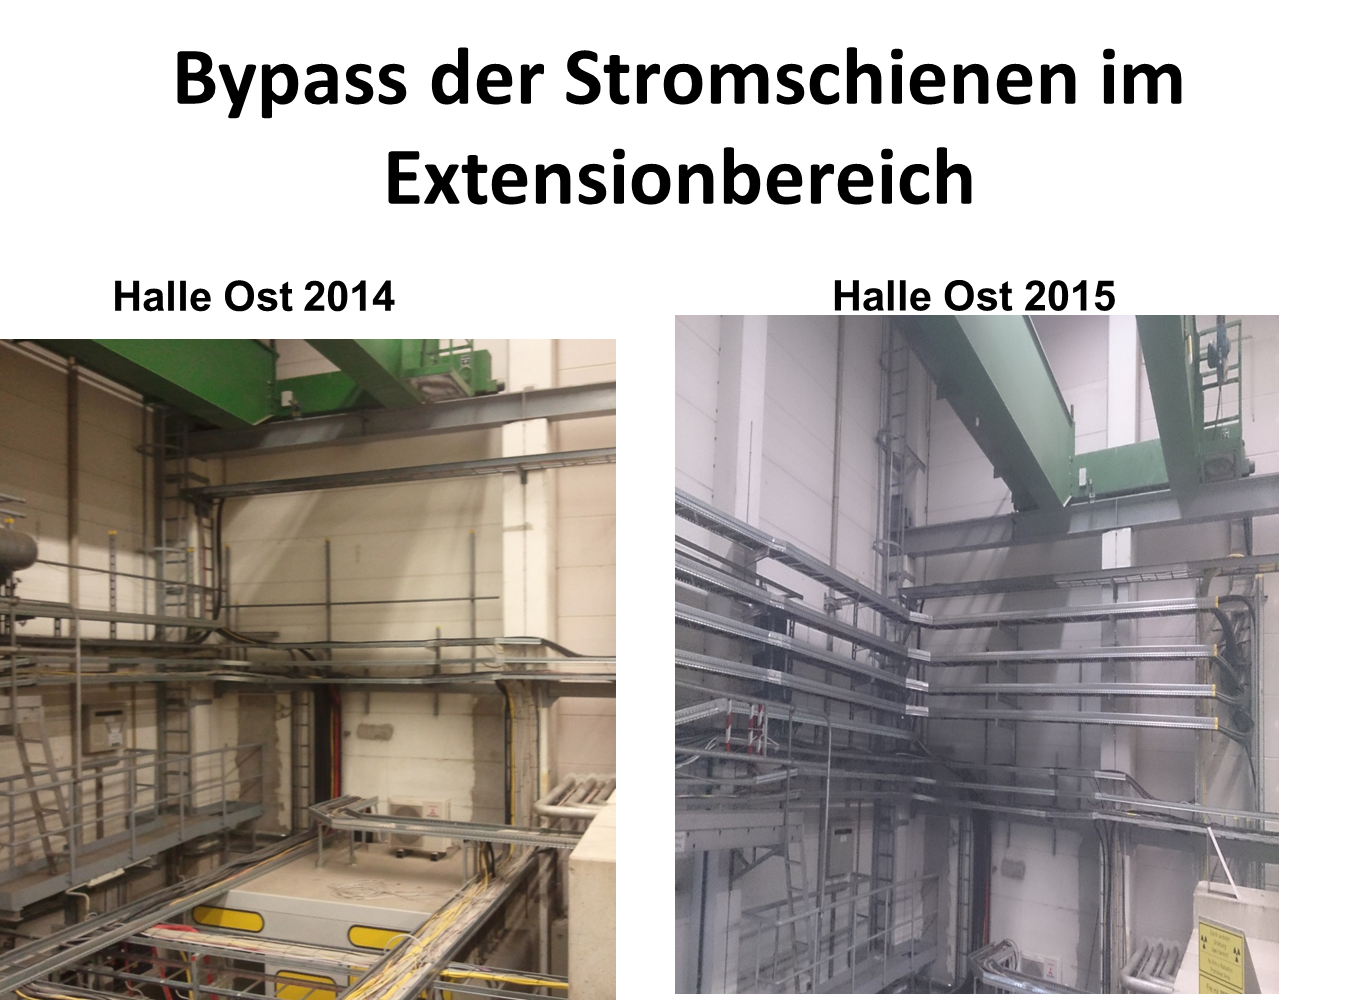 Bypass der Stromschienen im
Extensionbereich
Halle Ost 2014
Halle Ost 2015